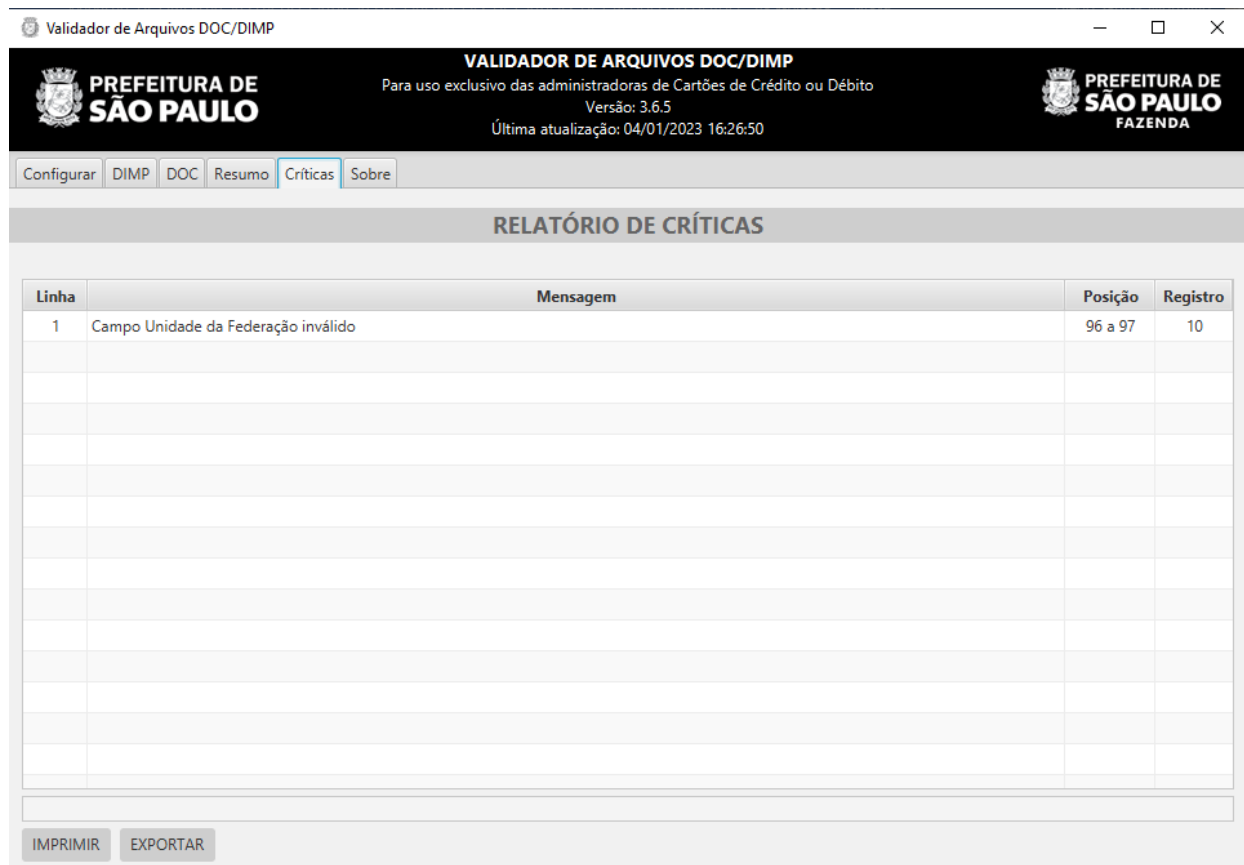 Validador de Arquivos DOC/DIMP
PREFEITURA DE
SÃO PAULO
VALIDADOR DE ARQUIVOS DOC/DIMP
Para uso exclusivo das administradoras de Cartões de Crédito ou Débito
Versão: 3.6.5
Última atualização: 04/01/2023 16:26:50
PREFEITURA DE
SÃO PAULO
FAZENDA
Configurar DIMP DOC Resumo Críticas Sobre
RELATÓRIO DE CRÍTICAS
Linha Mensagem Posição Registro
1 Campo Unidade da Federação inválido 96 a 97 10
IMPRIMIR EXPORTAR